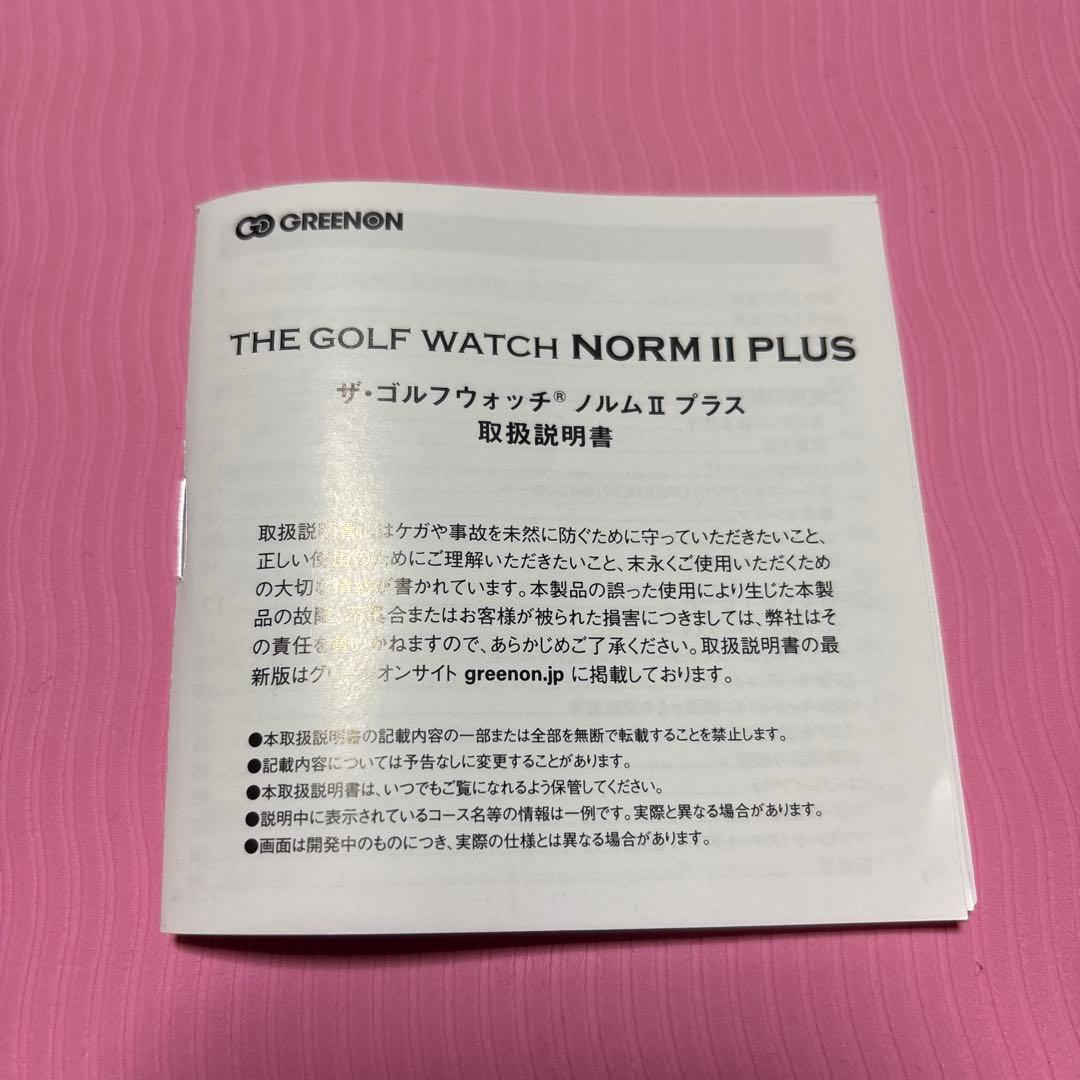 GREENON
THE GOLF WATCH NORM II PLUS
ザ・ゴルフウォッチ® ノルムⅡ プラス
取扱説明書
取扱説明書にはケガや事故を未然に防ぐために守っていただきたいこと、
正しい使用のためにご理解いただきたいこと、末永くご使用いただくため
の大切な情報が書かれています。本製品の誤った使用により生じた本製
品の故障、不具合またはお客様が被られた損害につきましては、弊社はそ
の責任を負いかねますので、あらかじめご了承ください。取扱説明書の最
新版はグリーンオンサイト greenon.jp に掲載しております。
●本取扱説明書の記載内容の一部または全部を無断で転載することを禁止します。
●記載内容については予告なしに変更することがあります。
●本取扱説明書は、いつでもご覧になれるよう保管してください。
●説明中に表示されているコース名等の情報は一例です。実際と異なる場合があります。
●画面は開発中のものにつき、実際の仕様とは異なる場合があります。